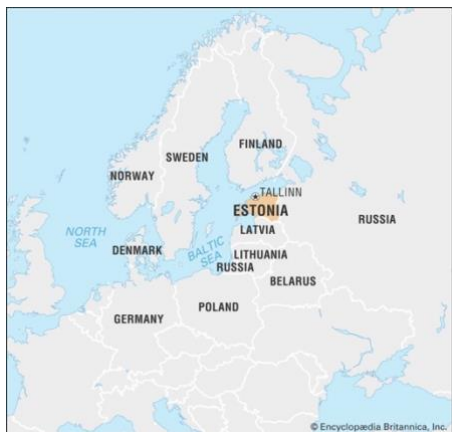 FINLAND
SWEDEN
NORWAY
TALLINN
ESTONIA
RUSSIA
LATVIA
NORTH
SEA
DENMARK
BALTIC
SEA
LITHUANIA
RUSSIA
BELARUS
POLAND
GERMANY
© Encyclopædia Britannica, Inc.